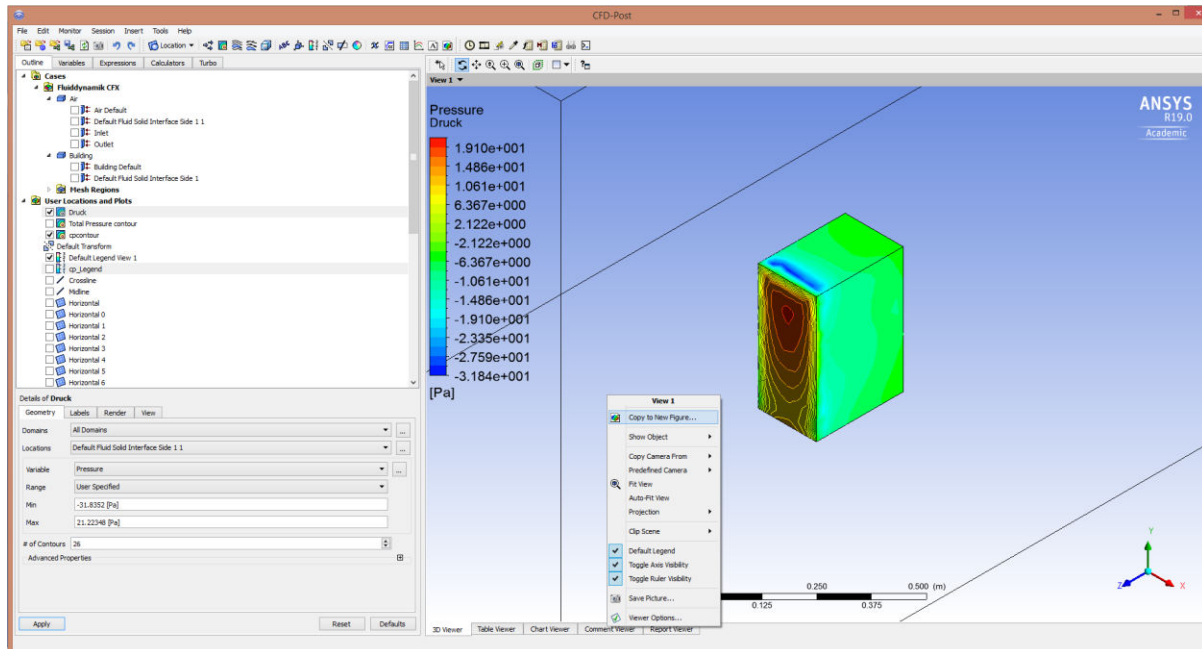 CFD-Post
File Edit Monitor Session Insert Tools Help
Location
Outline Variables Expressions Calculators Turbo
Cases
Fluiddynamik CFX
Air
Air Default
Default Fluid Solid Interface Side 1 1
Inlet
Outlet
Building
Building Default
Default Fluid Solid Interface Side 1
Mesh Regions
User Locations and Plots
Druck
Total Pressure contour
cpcontour
Default Transform
Default Legend View 1
cp_Legend
Crossline
Midline
Horizontal
Horizontal 0
Horizontal 1
Horizontal 2
Horizontal 3
Horizontal 4
Horizontal 5
Horizontal 6
Details of Druck
Geometry Labels Render View
Domains All Domains ...
Locations Default Fluid Solid Interface Side 1 1 ...
Variable Pressure ...
Range User Specified
Min -31.8352 [Pa]
Max 21.22348 [Pa]
# of Contours 26
Advanced Properties
Apply Reset Defaults
View 1
Pressure
Druck
1.910e+001
1.486e+001
1.061e+001
6.367e+000
2.122e+000
-2.122e+000
-6.367e+000
-1.061e+001
-1.486e+001
-1.910e+001
-2.335e+001
-2.759e+001
-3.184e+001
[Pa]
ANSYS
R19.0
Academic
View 1
Copy to New Figure...
Show Object
Copy Camera From
Predefined Camera
Fit View
Auto-Fit View
Projection
Clip Scene
Default Legend
Toggle Axis Visibility
Toggle Ruler Visibility
Save Picture...
Viewer Options...
0.250 0.500 (m)
0.125 0.375
Y
Z X
3D Viewer Table Viewer Chart Viewer Comment Viewer Report Viewer